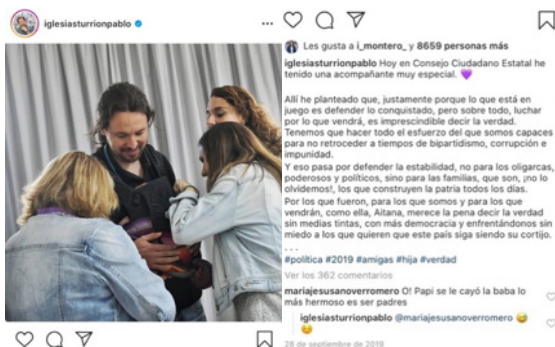 iglesiasturrionpablo
Les gusta a i_montero_ y 8659 personas más
iglesiasturrionpablo Hoy en Consejo Ciudadano Estatal he
tenido una acompañante muy especial. 💜
Allí he planteado que, justamente porque lo que está en
juego es defender lo conquistado, pero sobre todo, luchar
por lo que vendrá, es imprescindible decir la verdad.
Tenemos que hacer todo el esfuerzo del que somos capaces
para no retroceder a tiempos de bipartidismo, corrupción e
impunidad.
Y eso pasa por defender la estabilidad, no para los oligarcas,
poderosos y políticos, sino para las familias, que son, ¡no lo
olvidemos!, los que construyen la patria todos los días.
Por los que fueron, para los que somos y para los que
vendrán, como ella, Aitana, merece la pena decir la verdad
sin medias tintas, con más democracia y enfrentándonos sin
miedo a los que quieren que este país siga siendo su cortijo.
. . .
#política #2019 #amigas #hija #verdad
Ver los 362 comentarios
mariajesusanoverromero O! Papi se le cayó la baba lo
más hermoso es ser padres
iglesiasturrionpablo @mariajesusanoverromero 😅
😊
28 de septiembre de 2019